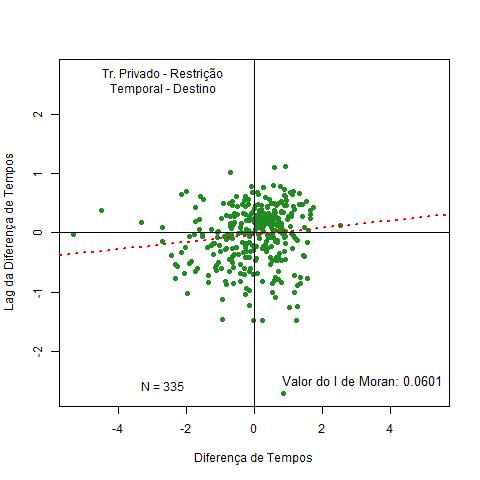 Tr. Privado - Restrição
Temporal - Destino
2
1
0
-1
-2
Lag da Diferença de Tempos
Valor do I de Moran: 0.0601
N = 335
-4
-2
0
2
4
Diferença de Tempos